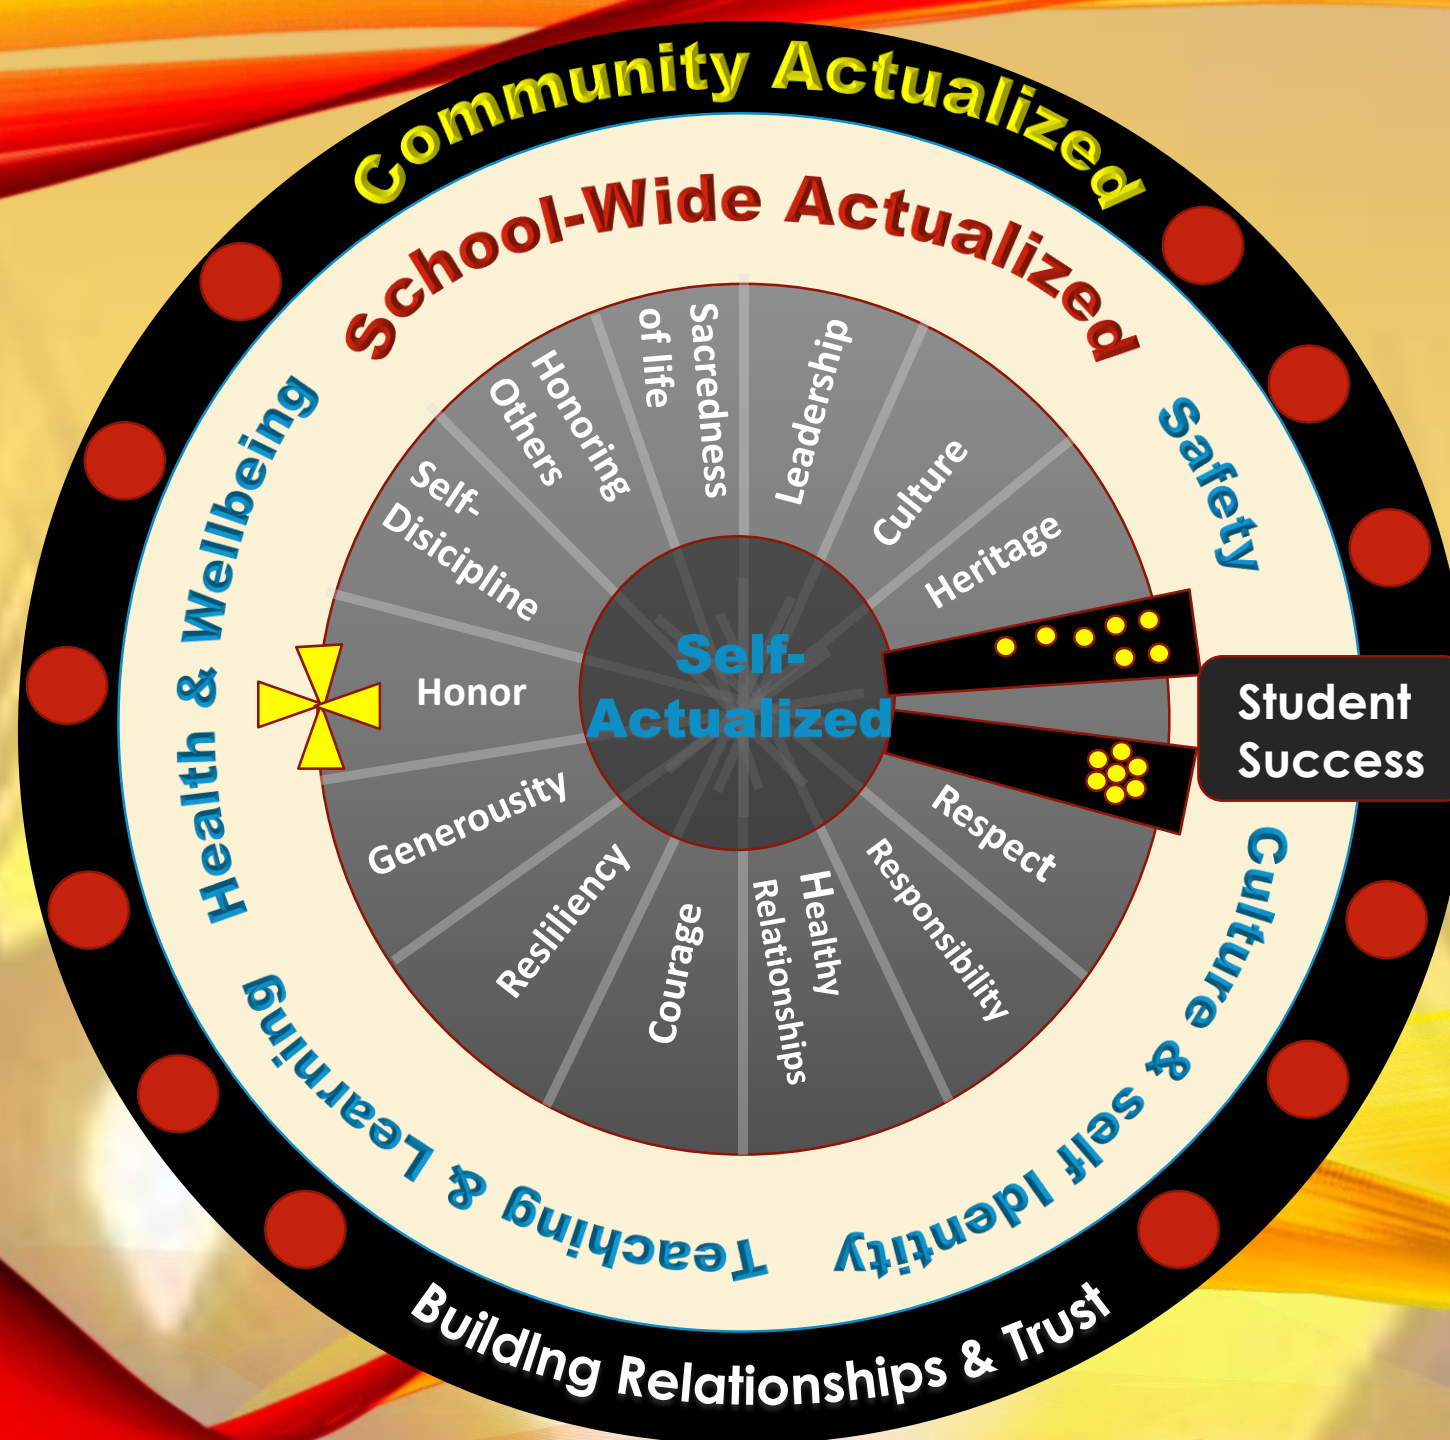 Community Actualized
School-Wide Actualized
Safety
Culture & self Identity
Teaching & Learning
Health & Wellbeing
Sacredness
of life
Leadership
Culture
Heritage
Respect
Responsibility
Healthy
Relationships
Courage
Resliliency
Generousity
Honor
Self-
Disicipline
Honoring
Others
Self-
Actualized
Student
Success
BuildIng Relationships & Trust